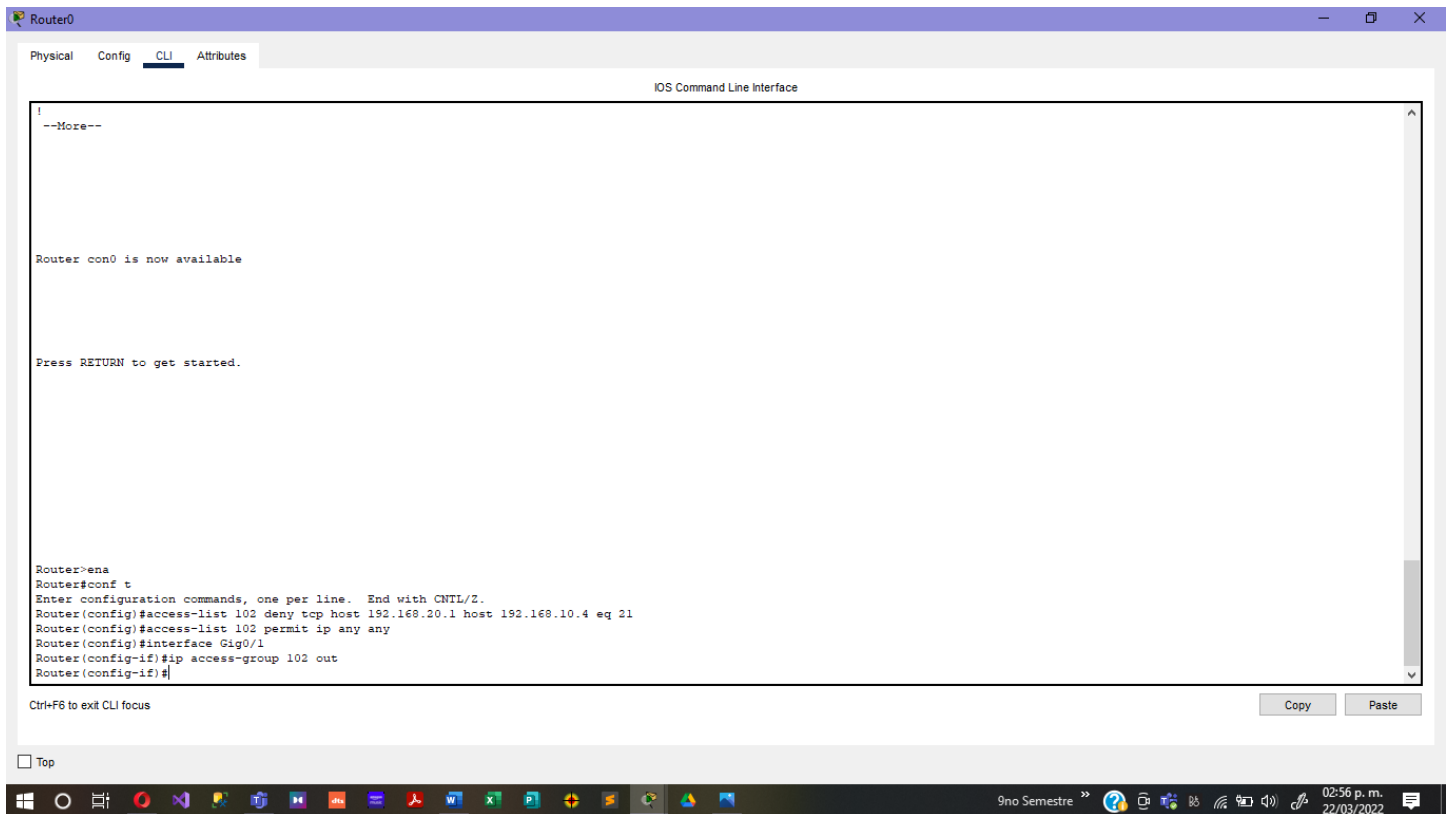 Router0
Physical Config CLI Attributes
IOS Command Line Interface
!
--More--
Router con0 is now available
Press RETURN to get started.
Router>ena
Router#conf t
Enter configuration commands, one per line.  End with CNTL/Z.
Router(config)#access-list 102 deny tcp host 192.168.20.1 host 192.168.10.4 eq 21
Router(config)#access-list 102 permit ip any any
Router(config)#interface Gig0/1
Router(config-if)#ip access-group 102 out
Router(config-if)#
Ctrl+F6 to exit CLI focus
Copy Paste
Top
9no Semestre »
02:56 p. m.
22/03/2022